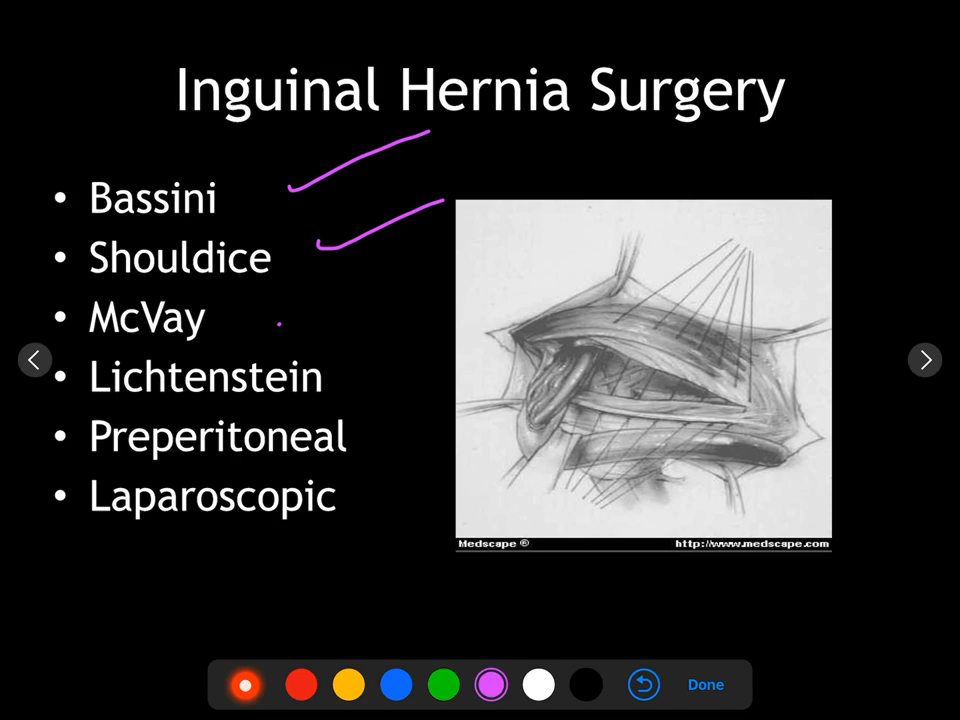 Inguinal Hernia Surgery
• Bassini
• Shouldice
• McVay
• Lichtenstein
• Preperitoneal
• Laparoscopic
Medscape ® http://www.medscape.com
Done